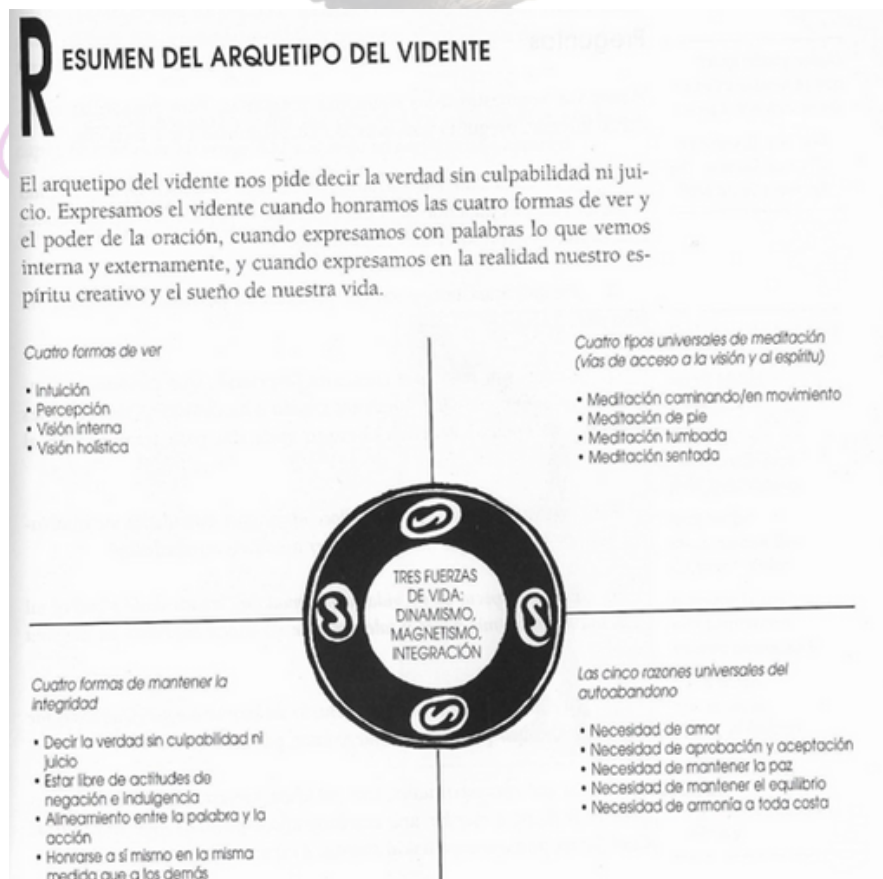 RESUMEN DEL ARQUETIPO DEL VIDENTE
El arquetipo del vidente nos pide decir la verdad sin culpabilidad ni jui-
cio. Expresamos el vidente cuando honramos las cuatro formas de ver y
el poder de la oración, cuando expresamos con palabras lo que vemos
interna y externamente, y cuando expresamos en la realidad nuestro es-
píritu creativo y el sueño de nuestra vida.
Cuatro formas de ver
• Intuición
• Percepción
• Visión interna
• Visión holística
Cuatro tipos universales de meditación
(vías de acceso a la visión y al espíritu)
• Meditación caminando/en movimiento
• Meditación de pie
• Meditación tumbada
• Meditación sentada
TRES FUERZAS
DE VIDA:
DINAMISMO,
MAGNETISMO,
INTEGRACIÓN
Cuatro formas de mantener la
integridad
• Decir la verdad sin culpabilidad ni
juicio
• Estar libre de actitudes de
negación e indulgencia
• Alineamiento entre la palabra y la
acción
• Honrarse a sí mismo en la misma
medida que a los demás
Las cinco razones universales del
autoabandono
• Necesidad de amor
• Necesidad de aprobación y aceptación
• Necesidad de mantener la paz
• Necesidad de mantener el equilibrio
• Necesidad de armonía a toda costa